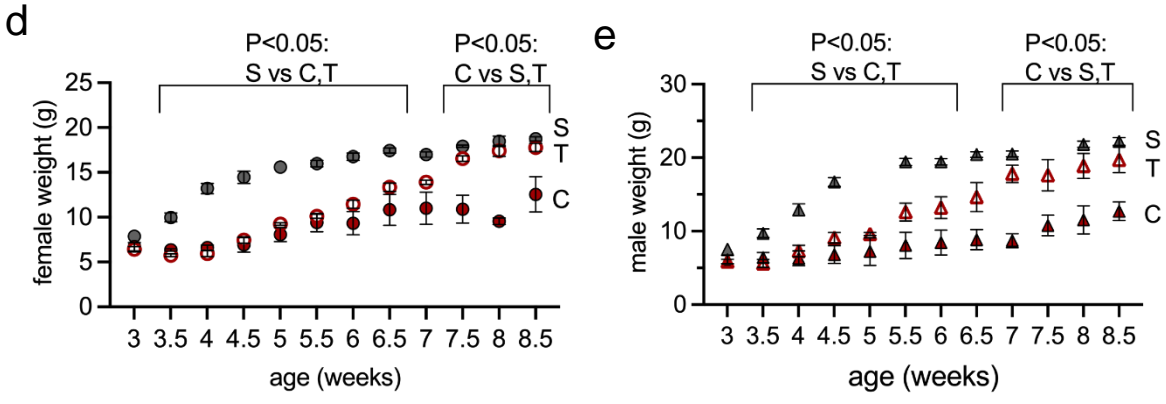 d
P<0.05:
S vs C,T
P<0.05:
C vs S,T
25
20
15
10
5
0
female weight (g)
S
T
C
3 3.5 4 4.5 5 5.5 6 6.5 7 7.5 8 8.5
age (weeks)
e
P<0.05:
S vs C,T
P<0.05:
C vs S,T
30
20
10
0
male weight (g)
S
T
C
3 3.5 4 4.5 5 5.5 6 6.5 7 7.5 8 8.5
age (weeks)